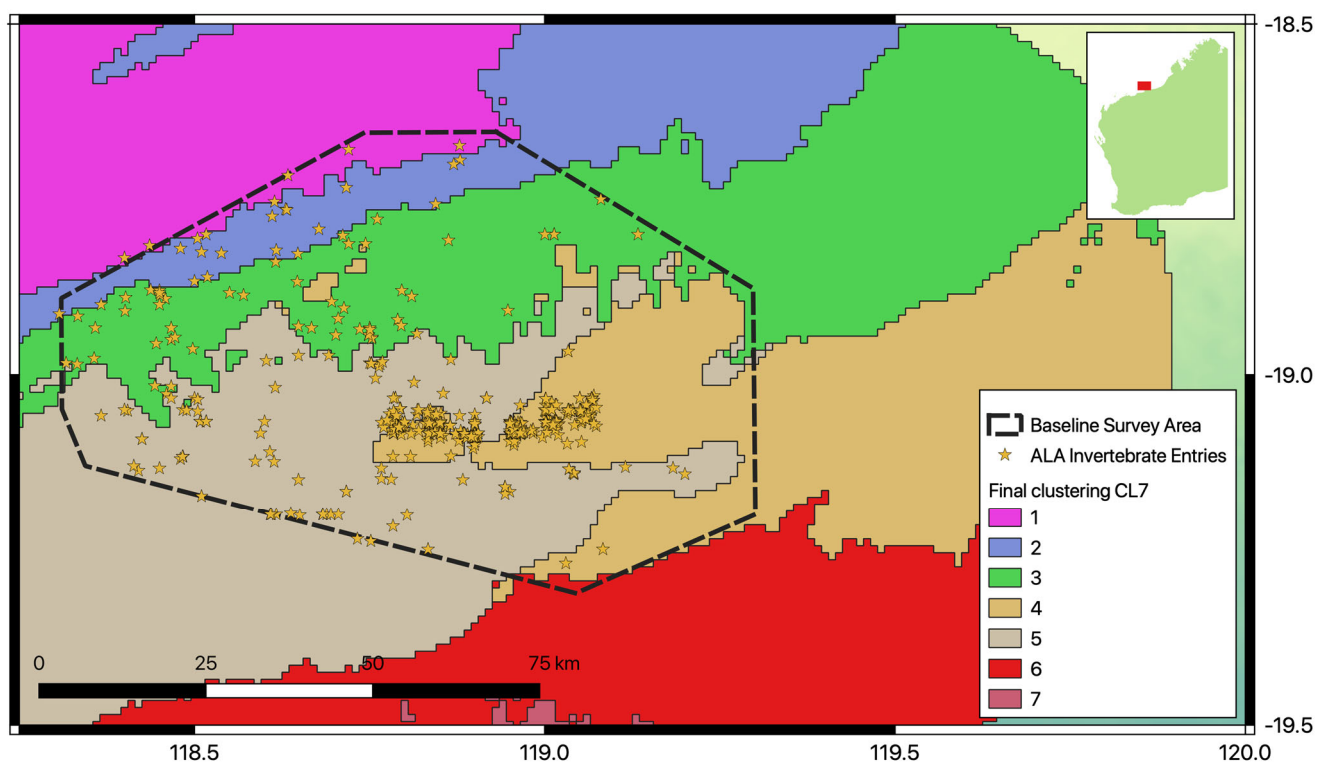 -18.5
-19.0
Baseline Survey Area
ALA Invertebrate Entries
Final clustering CL7
1
2
3
4
5
6
7
0 25 50 75 km
-19.5
118.5 119.0 119.5 120.0